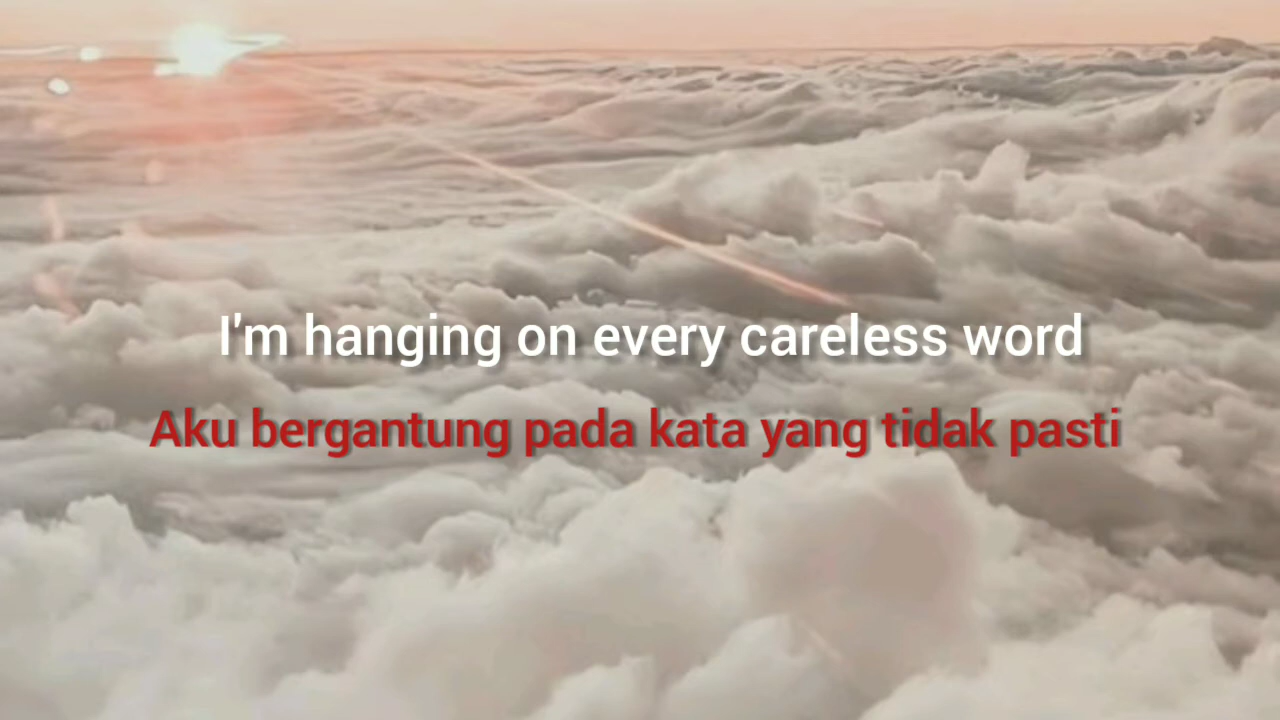 I'm hanging on every careless word
Aku bergantung pada kata yang tidak pasti